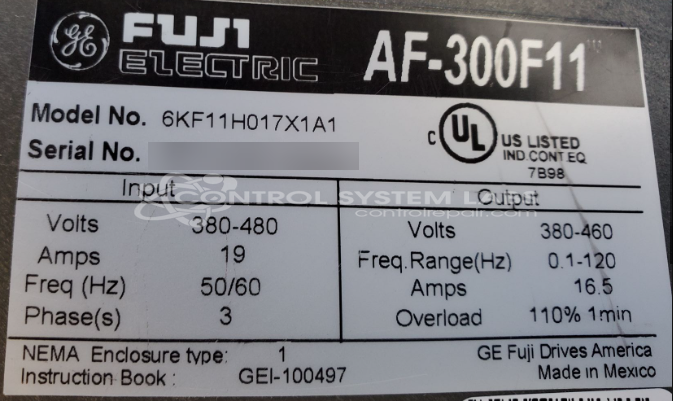 GE FUJI ELECTRIC AF-300F11
Model No. 6KF11H017X1A1
Serial No.
C UL US LISTED
IND.CONT.EQ.
7B98
CONTROL SYSTEM LABS
controlrepair.com
Input Output
Volts 380-480 Volts 380-460
Amps 19 Freq.Range(Hz) 0.1-120
Freq (Hz) 50/60 Amps 16.5
Phase(s) 3 Overload 110% 1min
NEMA Enclosure type: 1 GE Fuji Drives America
Instruction Book : GEI-100497 Made in Mexico